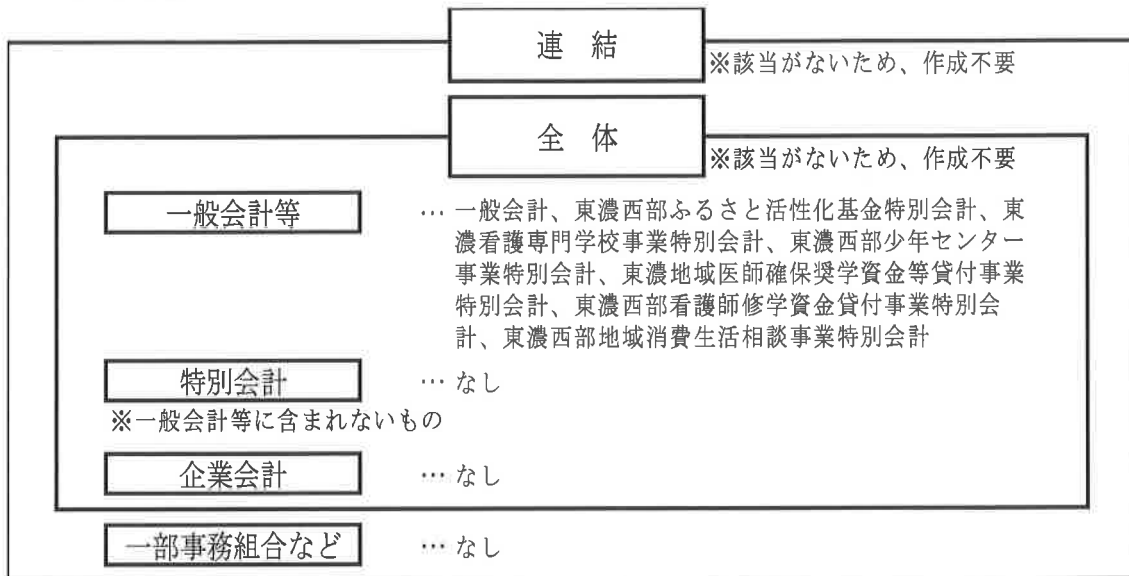 連　結
※該当がないため、作成不要
全　体
※該当がないため、作成不要
一般会計等
… 一般会計、東濃西部ふるさと活性化基金特別会計、東
濃看護専門学校事業特別会計、東濃西部少年センター
事業特別会計、東濃地域医師確保奨学資金等貸付事業
特別会計、東濃西部看護師修学資金貸付事業特別会
計、東濃西部地域消費生活相談事業特別会計
特別会計
… なし
※一般会計等に含まれないもの
企業会計
… なし
一部事務組合など
… なし